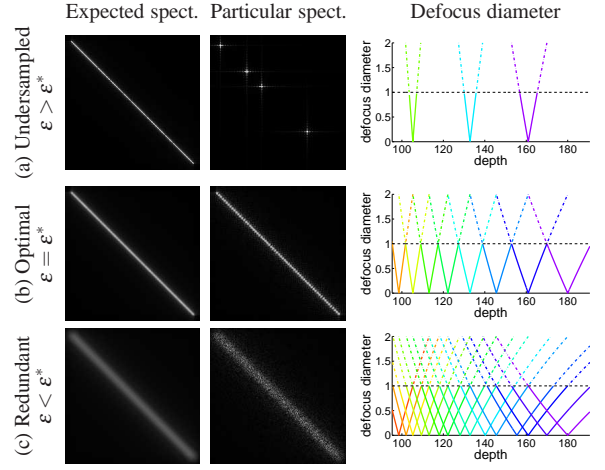 Expected spect. Particular spect. Defocus diameter
(a) Undersampled
ε > ε*
defocus diameter
2
1.5
1
0.5
0
100 120 140 160 180
depth
(b) Optimal
ε = ε*
defocus diameter
2
1.5
1
0.5
0
100 120 140 160 180
depth
(c) Redundant
ε < ε*
defocus diameter
2
1.5
1
0.5
0
100 120 140 160 180
depth